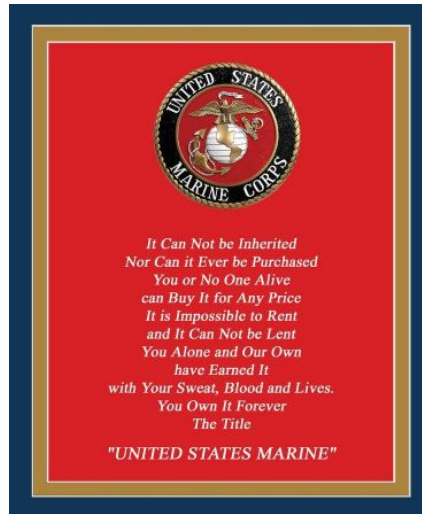 UNITED STATES
MARINE CORPS
It Can Not be Inherited
Nor Can it Ever be Purchased
You or No One Alive
can Buy It for Any Price
It is Impossible to Rent
and It Can Not be Lent
You Alone and Our Own
have Earned It
with Your Sweat, Blood and Lives.
You Own It Forever
The Title
"UNITED STATES MARINE"